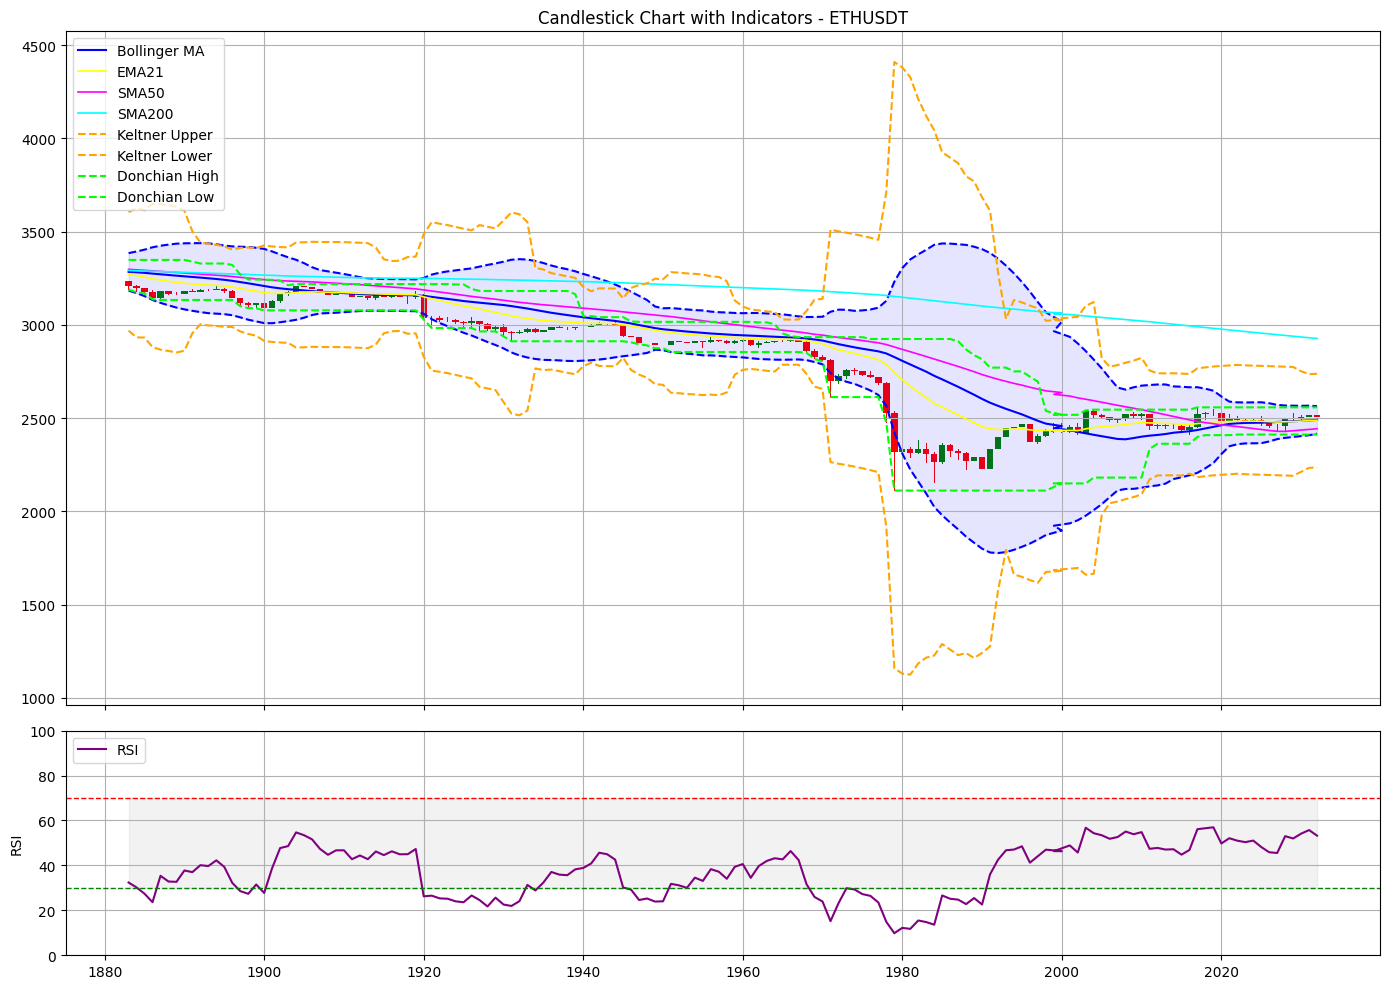 Candlestick Chart with Indicators - ETHUSDT
4500
4000
3500
3000
2500
2000
1500
1000
Bollinger MA
EMA21
SMA50
SMA200
Keltner Upper
Keltner Lower
Donchian High
Donchian Low
100
80
60
40
20
0
RSI
RSI
1880 1900 1920 1940 1960 1980 2000 2020